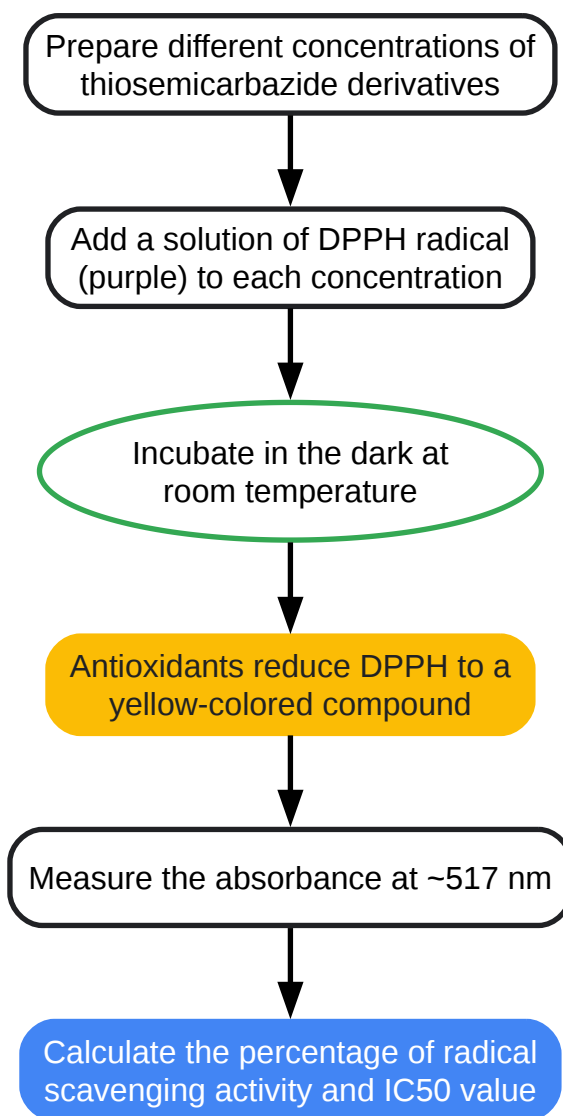 Prepare different concentrations of
thiosemicarbazide derivatives
Add a solution of DPPH radical
(purple) to each concentration
Incubate in the dark at
room temperature
Antioxidants reduce DPPH to a
yellow-colored compound
Measure the absorbance at ~517 nm
Calculate the percentage of radical
scavenging activity and IC50 value